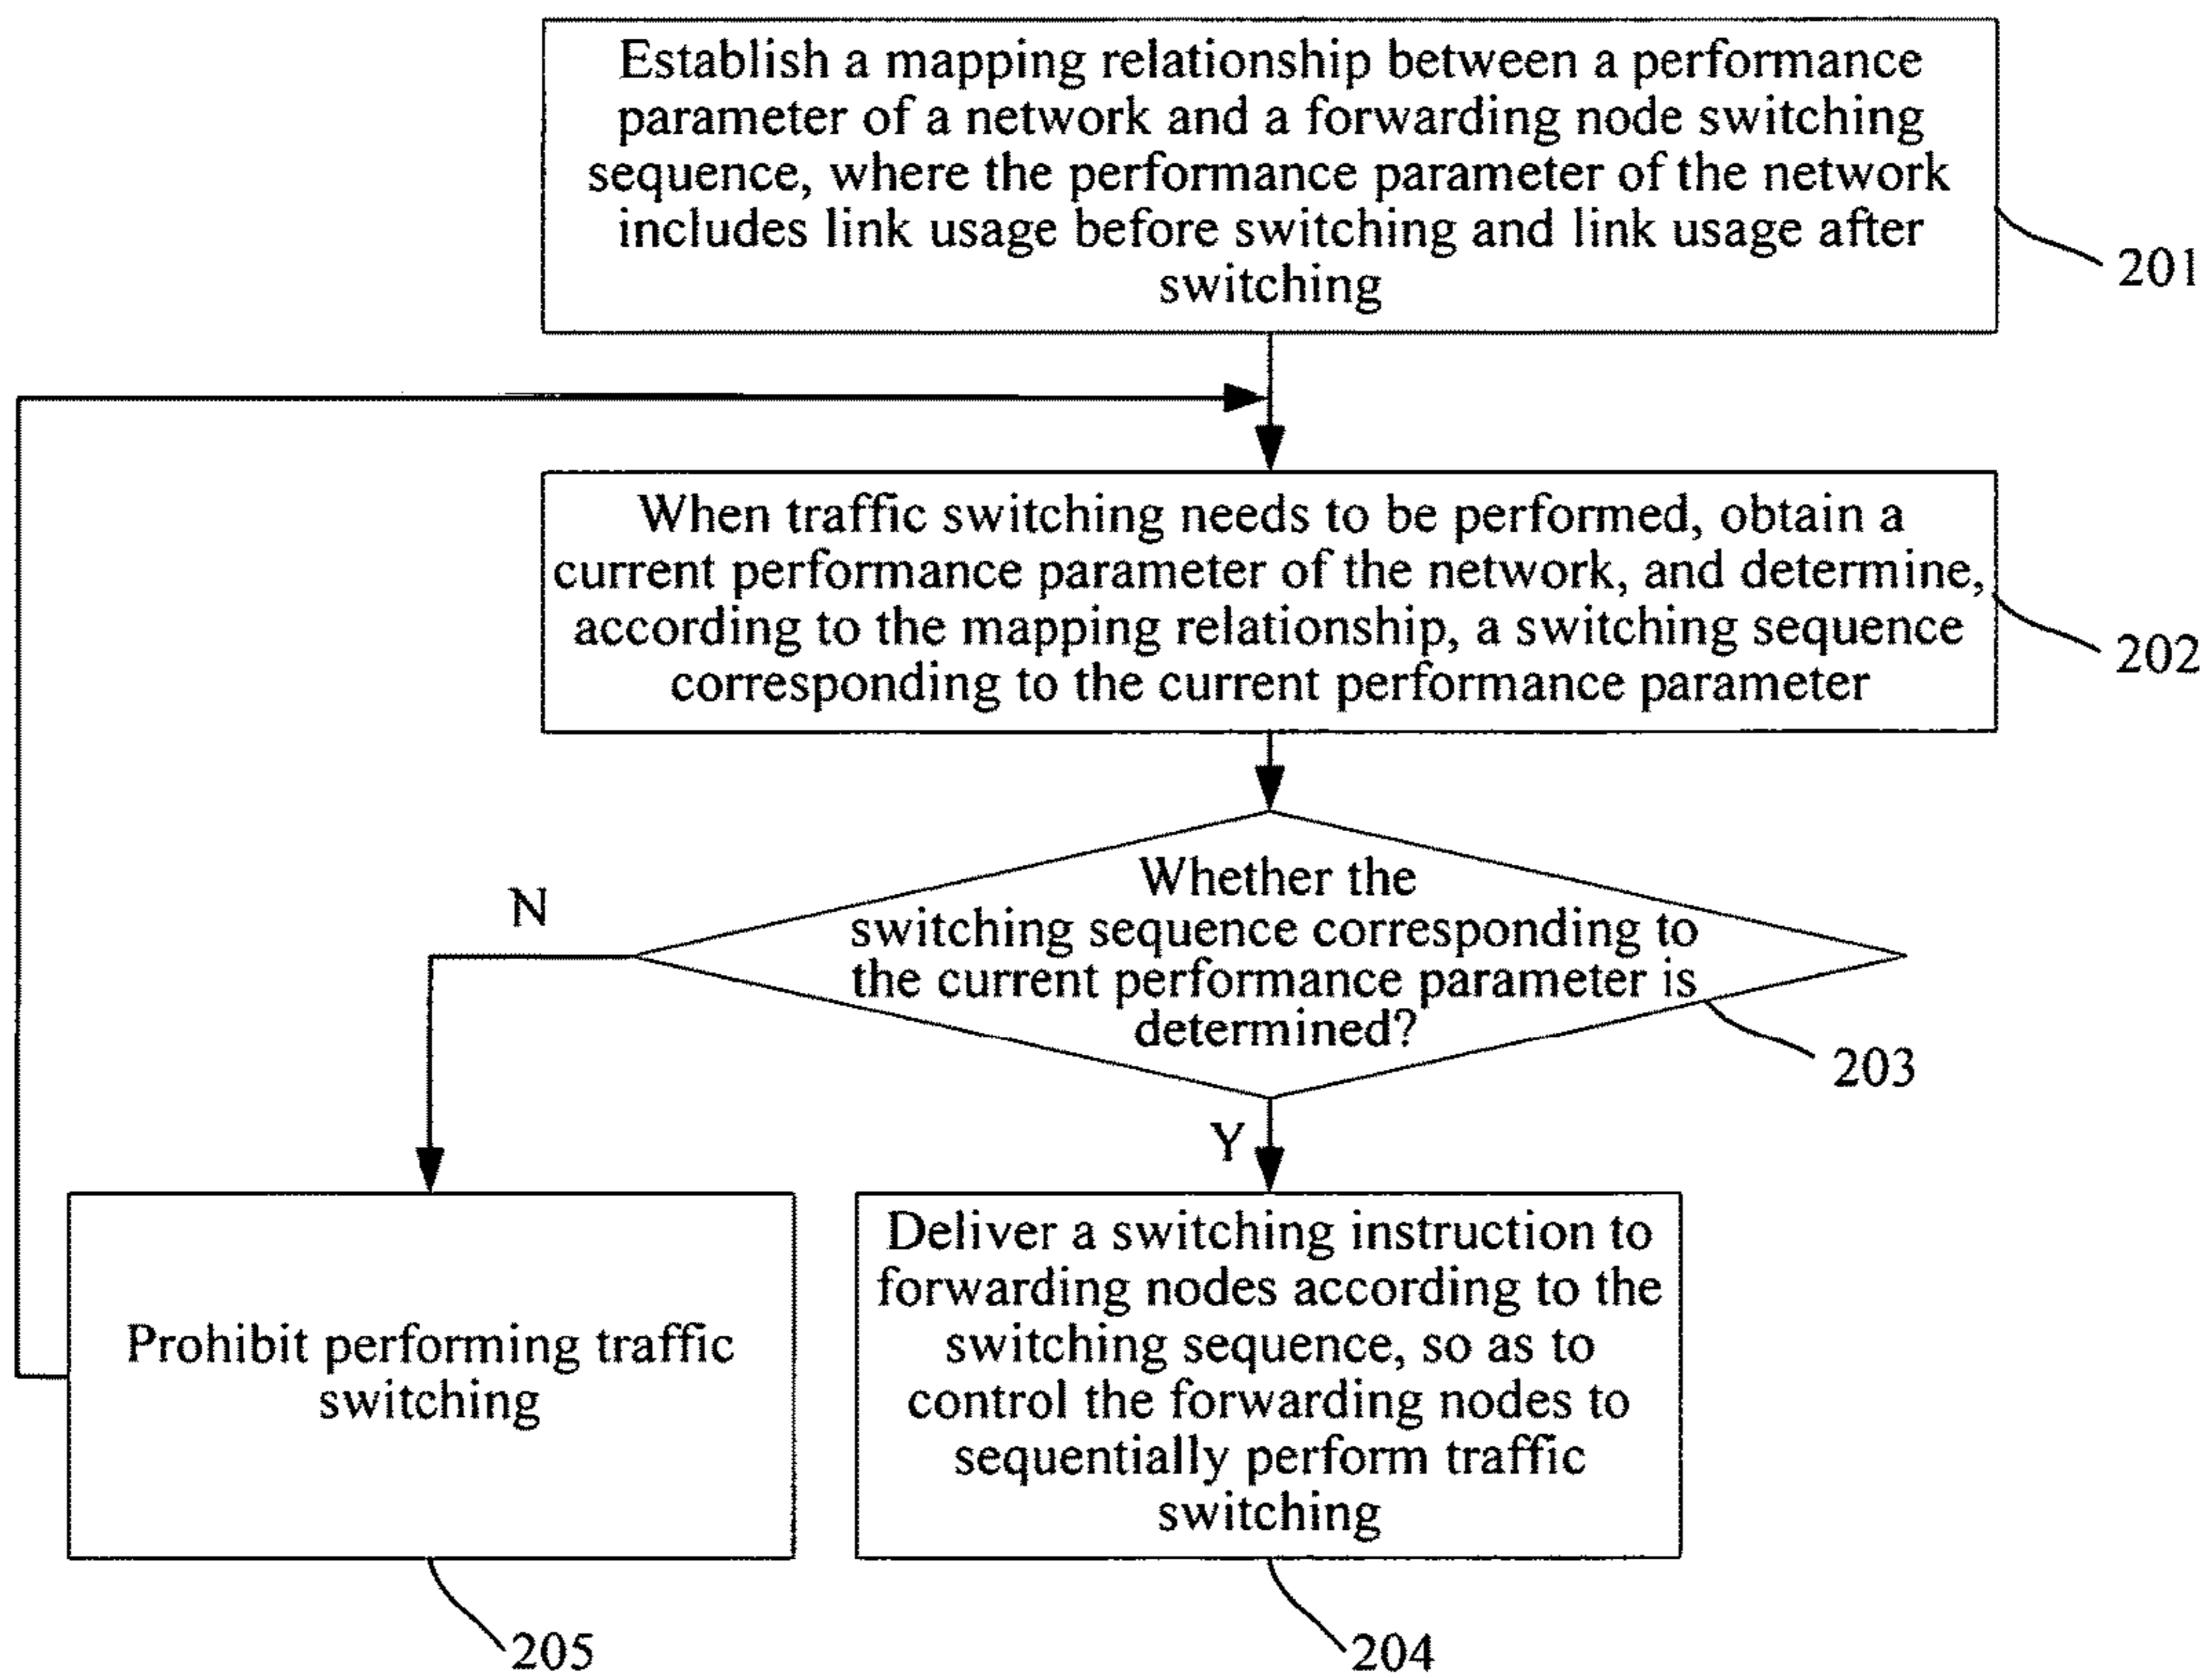 Establish a mapping relationship between a performance
parameter of a network and a forwarding node switching
sequence, where the performance parameter of the network
includes link usage before switching and link usage after
switching
201
When traffic switching needs to be performed, obtain a
current performance parameter of the network, and determine,
according to the mapping relationship, a switching sequence
corresponding to the current performance parameter
202
Whether the
switching sequence corresponding to
the current performance parameter is
determined?
203
N
Y
Prohibit performing traffic
switching
205
Deliver a switching instruction to
forwarding nodes according to the
switching sequence, so as to
control the forwarding nodes to
sequentially perform traffic
switching
204